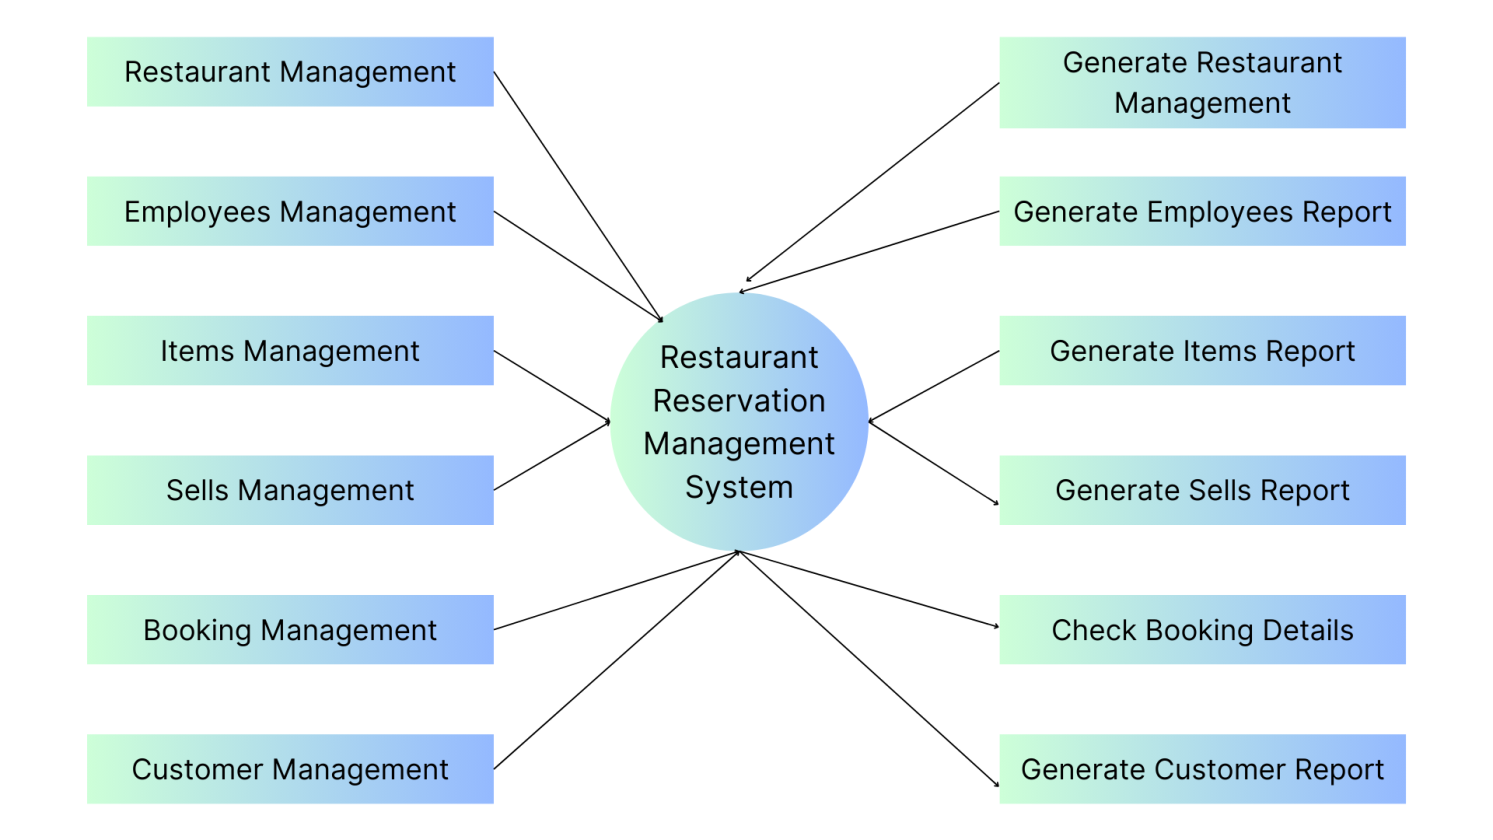 Restaurant Management
Employees Management
Items Management
Sells Management
Booking Management
Customer Management
Restaurant
Reservation
Management
System
Generate Restaurant
Management
Generate Employees Report
Generate Items Report
Generate Sells Report
Check Booking Details
Generate Customer Report